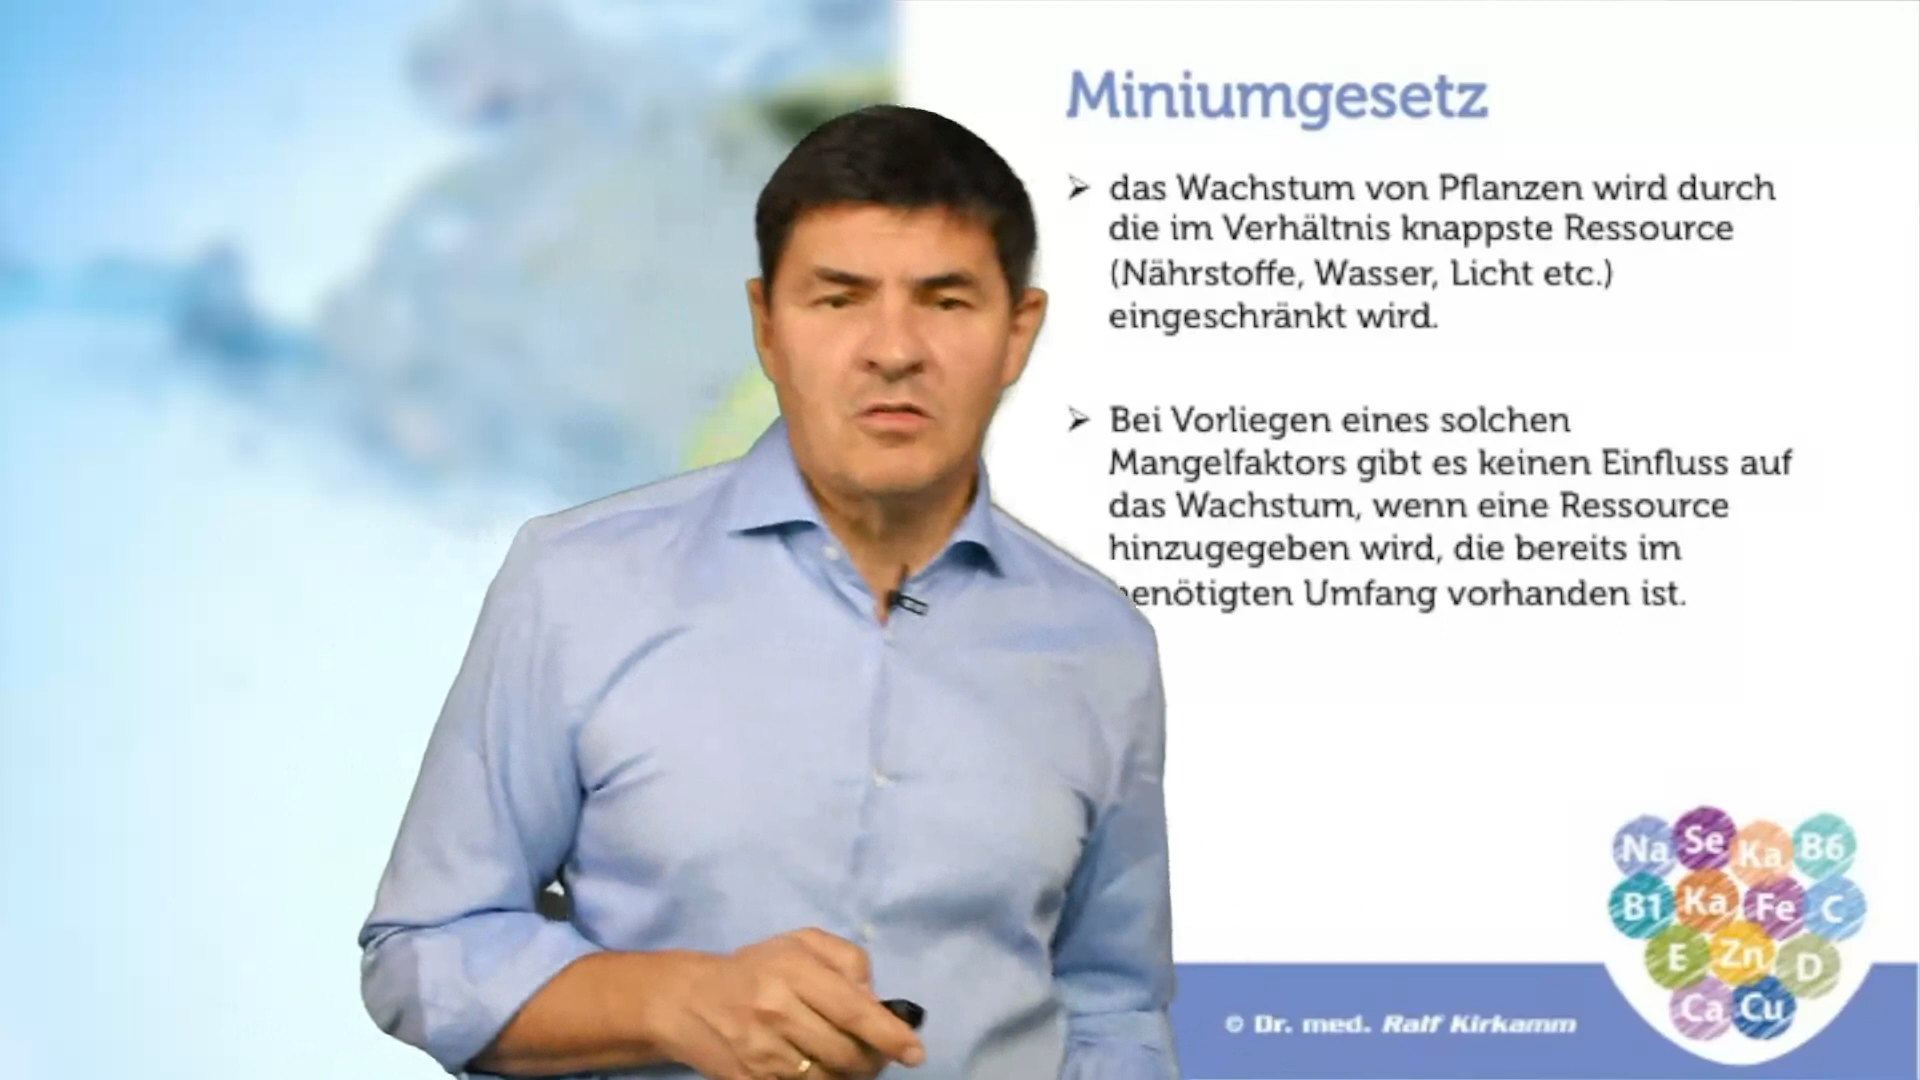 Miniumgesetz
➢ das Wachstum von Pflanzen wird durch
die im Verhältnis knappste Ressource
(Nährstoffe, Wasser, Licht etc.)
eingeschränkt wird.
➢ Bei Vorliegen eines solchen
Mangelfaktors gibt es keinen Einfluss auf
das Wachstum, wenn eine Ressource
hinzugegeben wird, die bereits im
enötigten Umfang vorhanden ist.
Na Se Ka B6
B1 Ka Fe C
E Zn D
Ca Cu
© Dr. med. Ralf Kirkamm